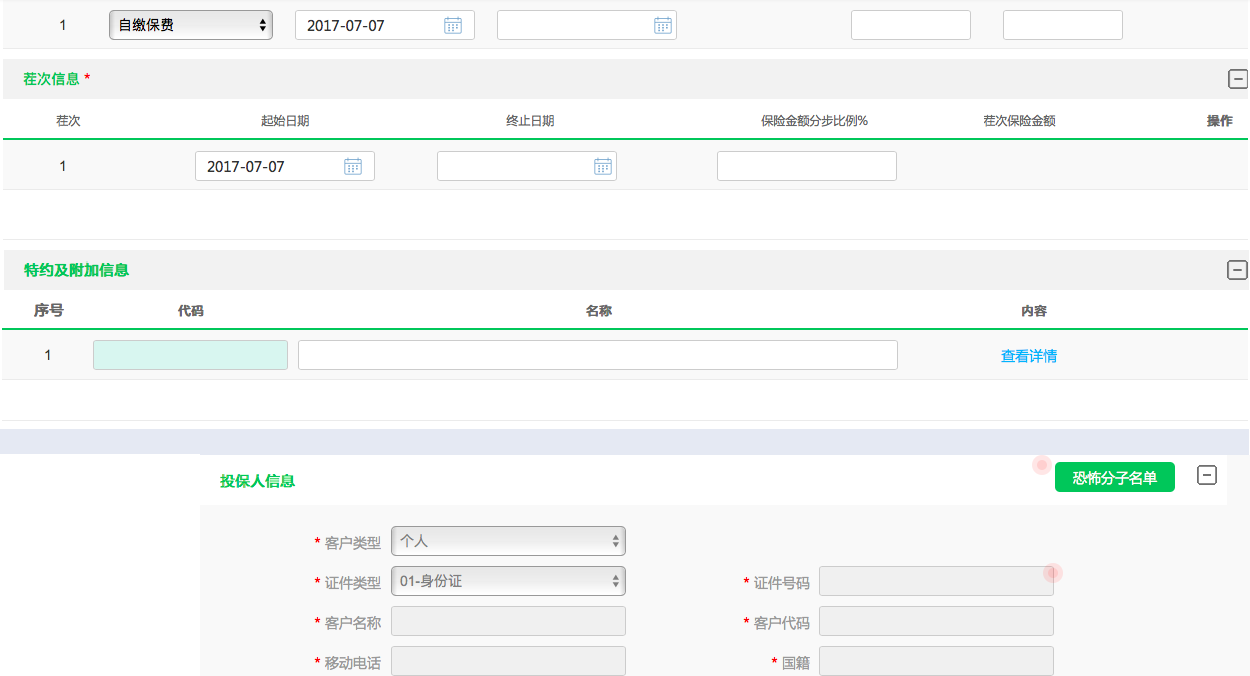 1 自缴保费 2017-07-07
茬次信息 *
茬次 起始日期 终止日期 保险金额分步比例% 茬次保险金额 操作
1 2017-07-07
特约及附加信息
序号 代码 名称 内容
1 查看详情
投保人信息 恐怖分子名单
* 客户类型 个人
* 证件类型 01-身份证 * 证件号码
* 客户名称 * 客户代码
* 移动电话 * 国籍